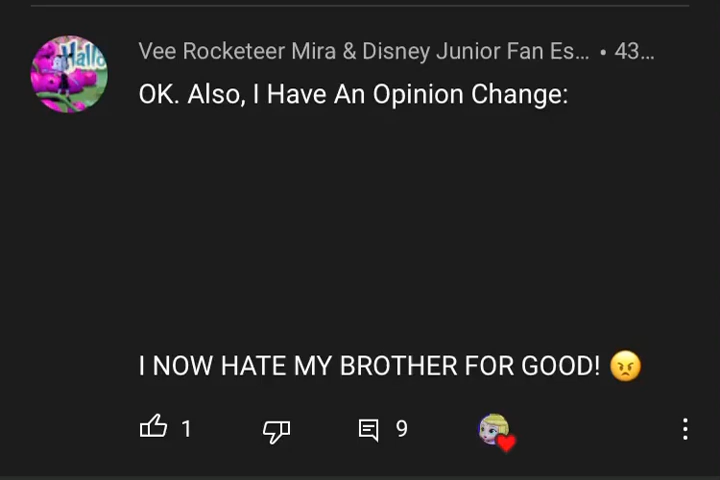 Hallo
Vee Rocketeer Mira & Disney Junior Fan Es... • 43...
OK. Also, I Have An Opinion Change:
I NOW HATE MY BROTHER FOR GOOD! 😠
1 9